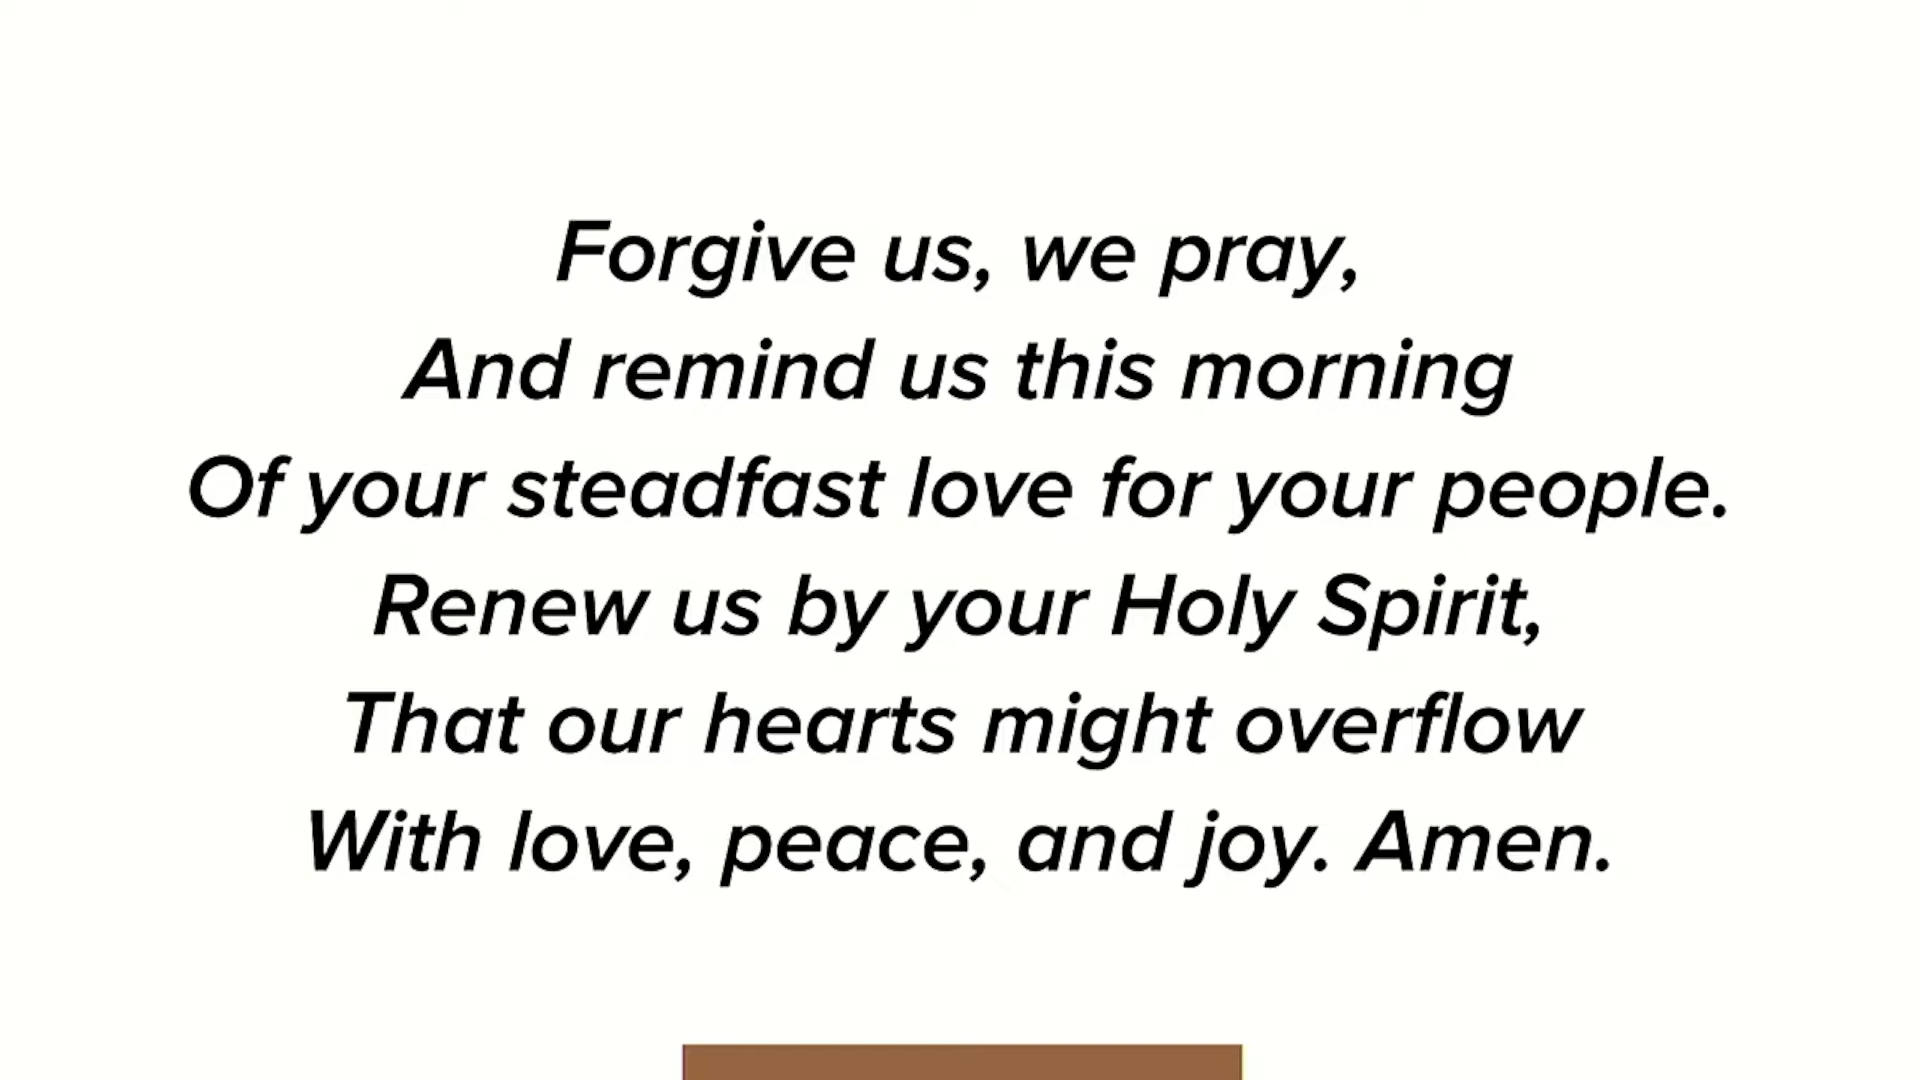 Forgive us, we pray,
And remind us this morning
Of your steadfast love for your people.
Renew us by your Holy Spirit,
That our hearts might overflow
With love, peace, and joy. Amen.